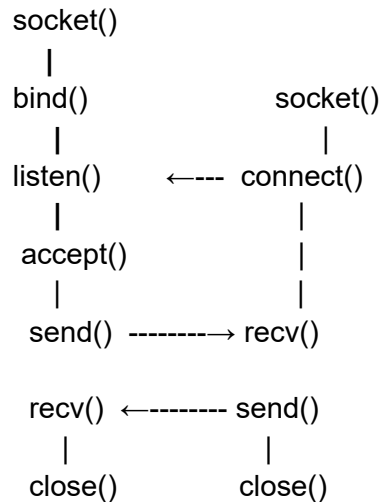 socket()
|
bind() socket()
| |
listen() ←--- connect()
| |
accept() |
| |
send() --------→ recv()
recv() ←-------- send()
| |
close() close()